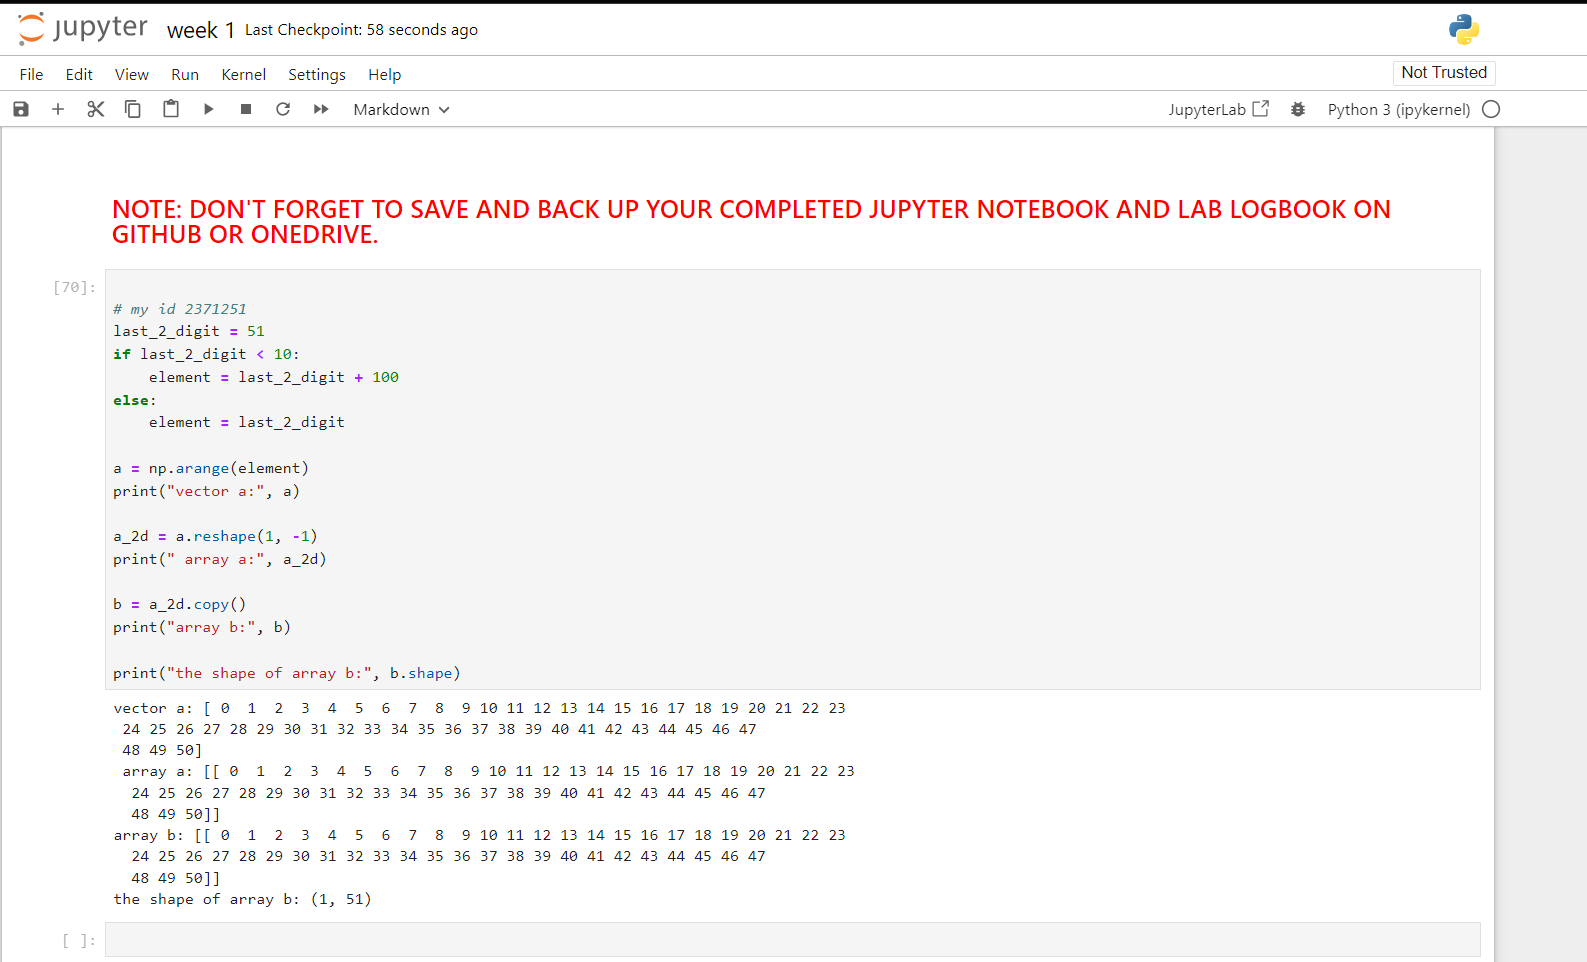 jupyter week 1 Last Checkpoint: 58 seconds ago
File Edit View Run Kernel Settings Help Not Trusted
Markdown JupyterLab Python 3 (ipykernel)
NOTE: DON'T FORGET TO SAVE AND BACK UP YOUR COMPLETED JUPYTER NOTEBOOK AND LAB LOGBOOK ON
GITHUB OR ONEDRIVE.
[70]:
# my id 2371251
last_2_digit = 51
if last_2_digit < 10:
    element = last_2_digit + 100
else:
    element = last_2_digit
a = np.arange(element)
print("vector a:", a)
a_2d = a.reshape(1, -1)
print(" array a:", a_2d)
b = a_2d.copy()
print("array b:", b)
print("the shape of array b:", b.shape)
vector a: [ 0  1  2  3  4  5  6  7  8  9 10 11 12 13 14 15 16 17 18 19 20 21 22 23
 24 25 26 27 28 29 30 31 32 33 34 35 36 37 38 39 40 41 42 43 44 45 46 47
 48 49 50]
 array a: [[ 0  1  2  3  4  5  6  7  8  9 10 11 12 13 14 15 16 17 18 19 20 21 22 23
  24 25 26 27 28 29 30 31 32 33 34 35 36 37 38 39 40 41 42 43 44 45 46 47
  48 49 50]]
array b: [[ 0  1  2  3  4  5  6  7  8  9 10 11 12 13 14 15 16 17 18 19 20 21 22 23
  24 25 26 27 28 29 30 31 32 33 34 35 36 37 38 39 40 41 42 43 44 45 46 47
  48 49 50]]
the shape of array b: (1, 51)
[ ]: